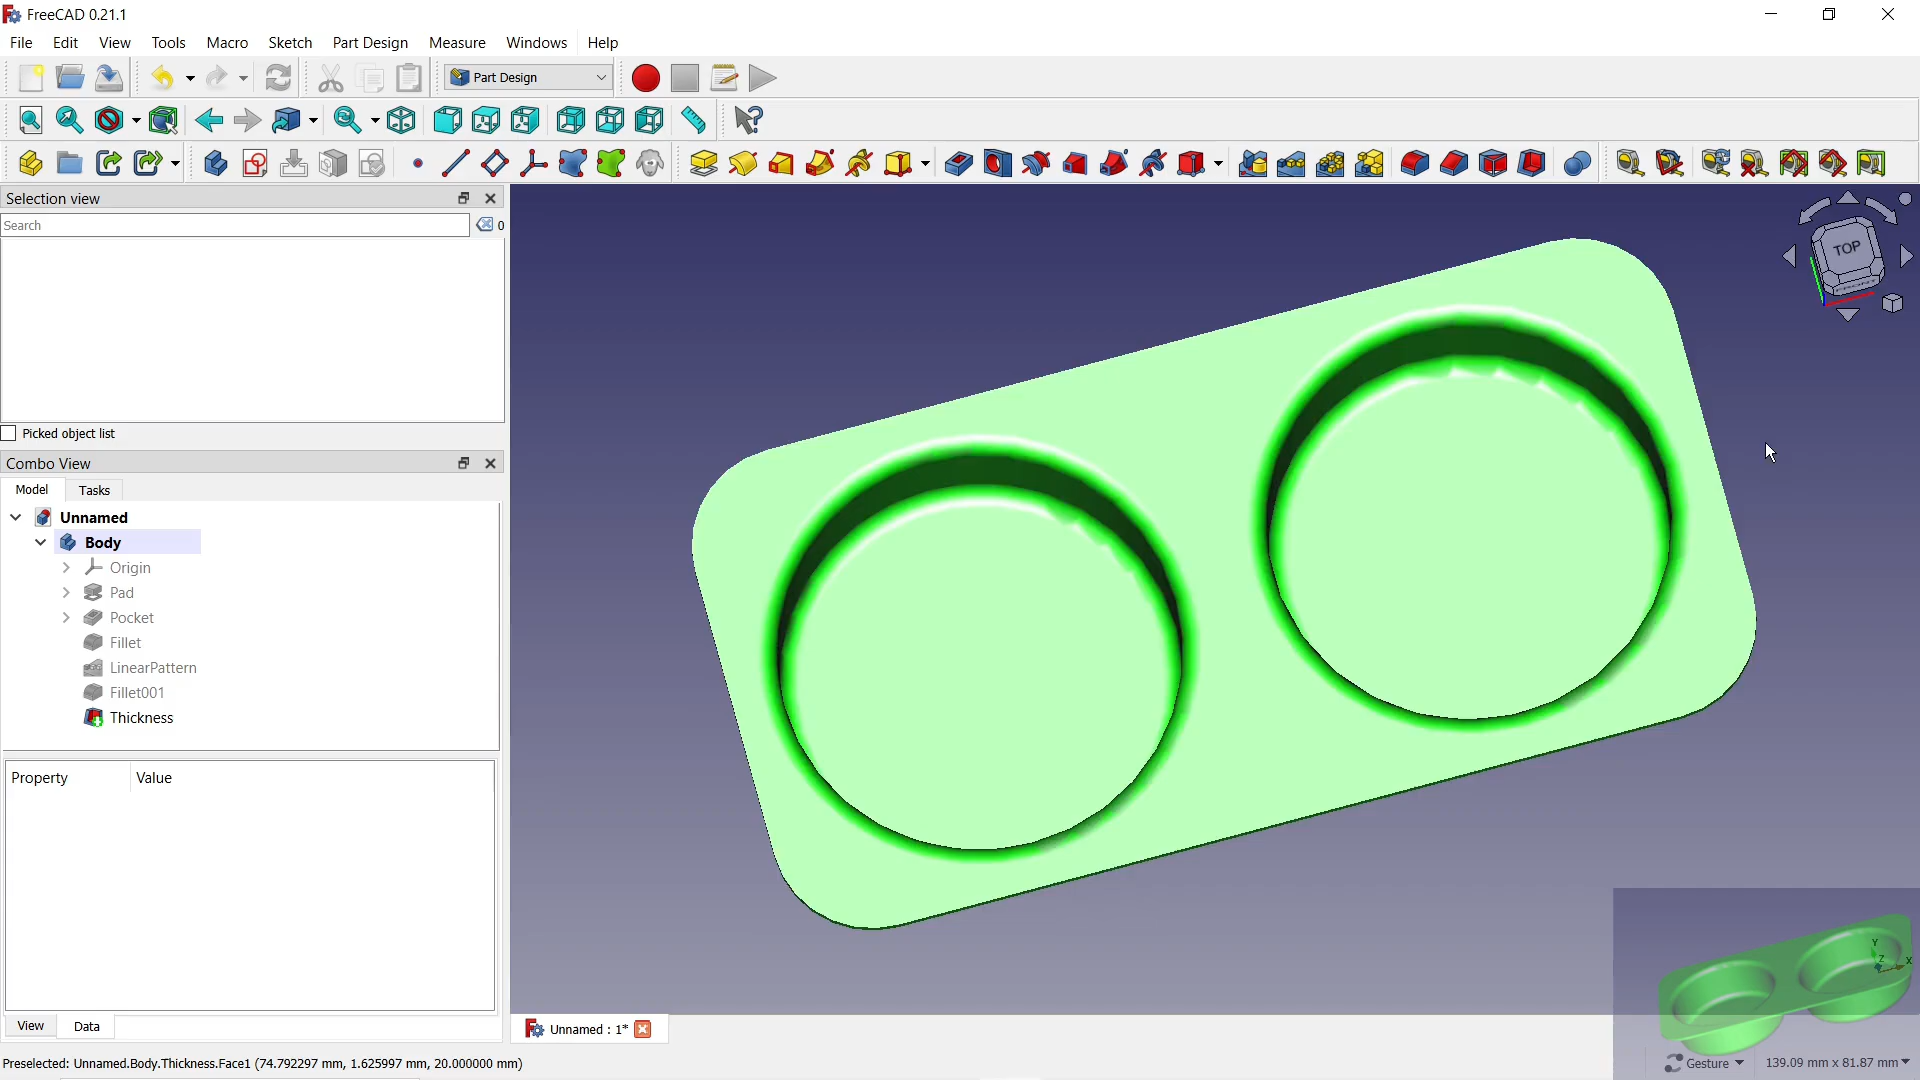 FreeCAD 0.21.1
File Edit View Tools Macro Sketch Part Design Measure Windows Help
Part Design
Selection view
Search
0
Picked object list
Combo View
Model Tasks
Unnamed
Body
Origin
Pad
Pocket
Fillet
LinearPattern
Fillet001
Thickness
Property Value
View Data
TOP
Unnamed : 1*
Y
Z
X
Preselected: Unnamed.Body.Thickness.Face1 (74.792297 mm, 1.625997 mm, 20.000000 mm)
Gesture
139.09 mm x 81.87 mm